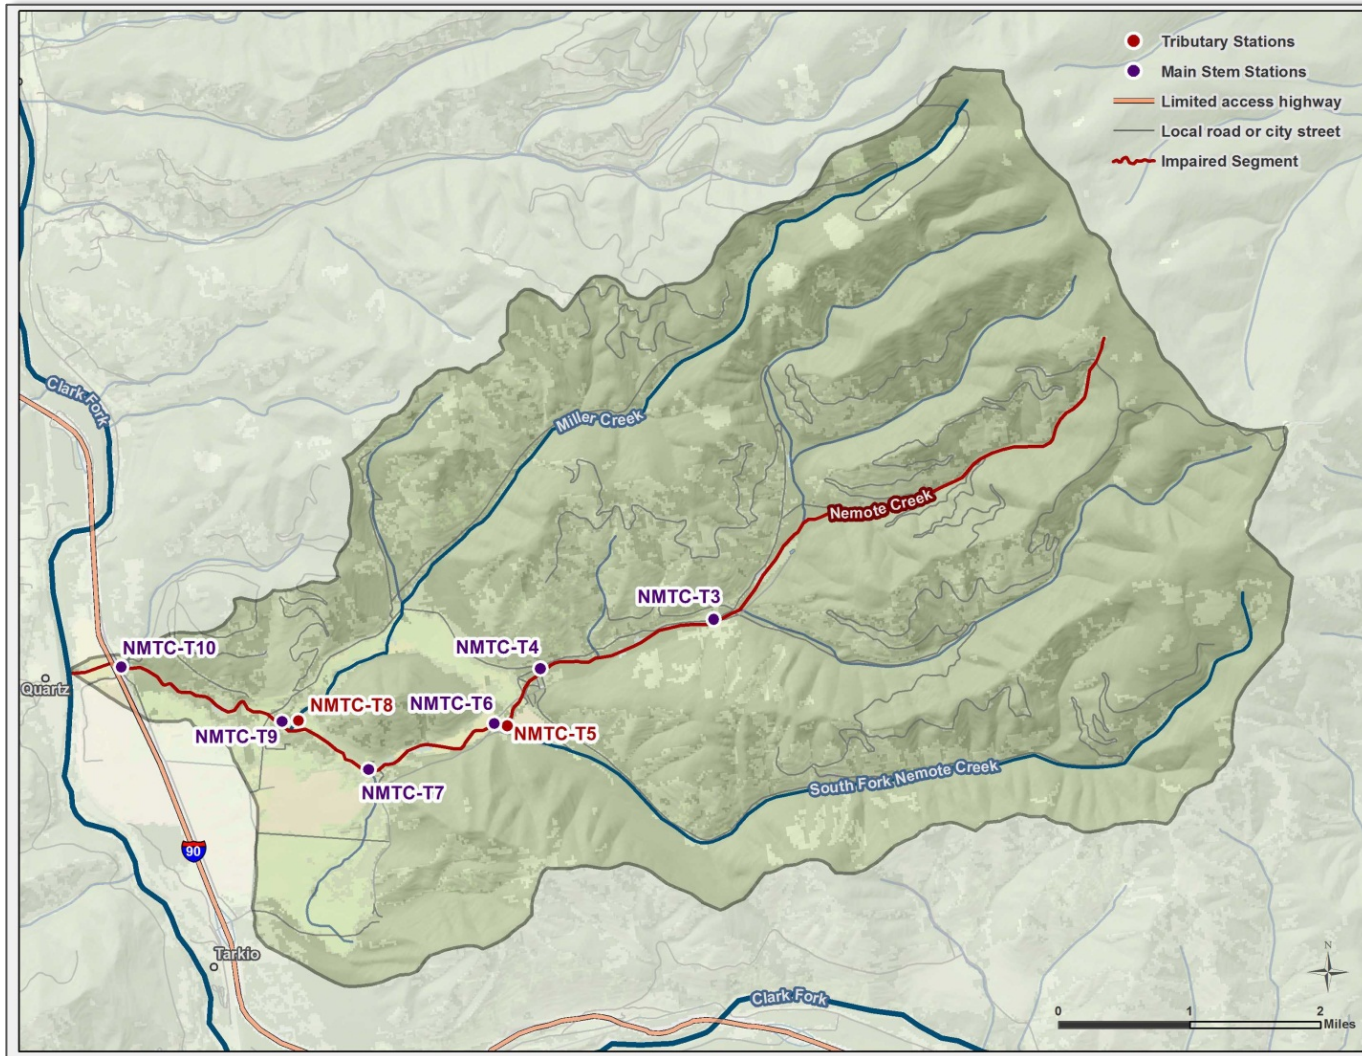 Tributary Stations
Main Stem Stations
Limited access highway
Local road or city street
Impaired Segment
Clark Fork
Miller Creek
Nemote Creek
NMTC-T3
NMTC-T10
NMTC-T4
Quartz
NMTC-T8
NMTC-T6
NMTC-T9
NMTC-T5
South Fork Nemote Creek
NMTC-T7
90
Tarkio
N
Clark Fork
0 1 2
Miles